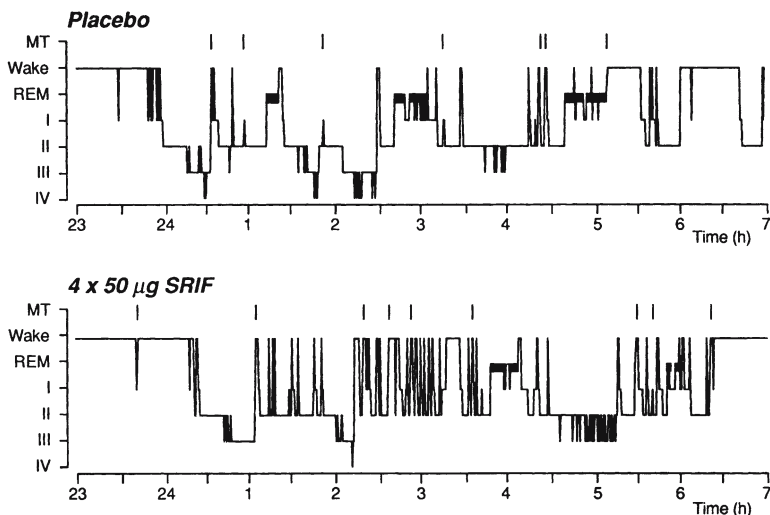 Placebo
MT
Wake
REM
I
II
III
IV
23 24 1 2 3 4 5 6 7
Time (h)
4 x 50 µg SRIF
MT
Wake
REM
I
II
III
IV
23 24 1 2 3 4 5 6 7
Time (h)